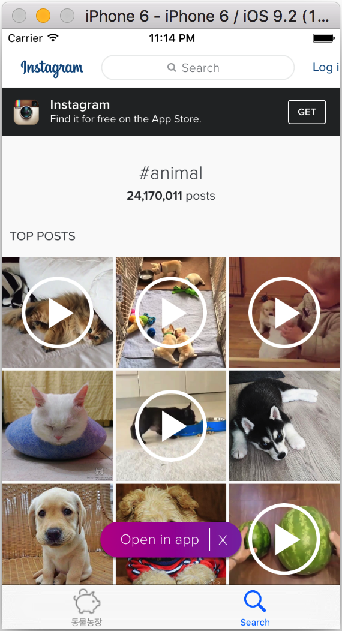 iPhone 6 – iPhone 6 / iOS 9.2 (1...
Carrier 11:14 PM
Instagram Search Log i
Instagram
Find it for free on the App Store.
GET
#animal
24,170,011 posts
TOP POSTS
Open in app | X
동물농장 Search